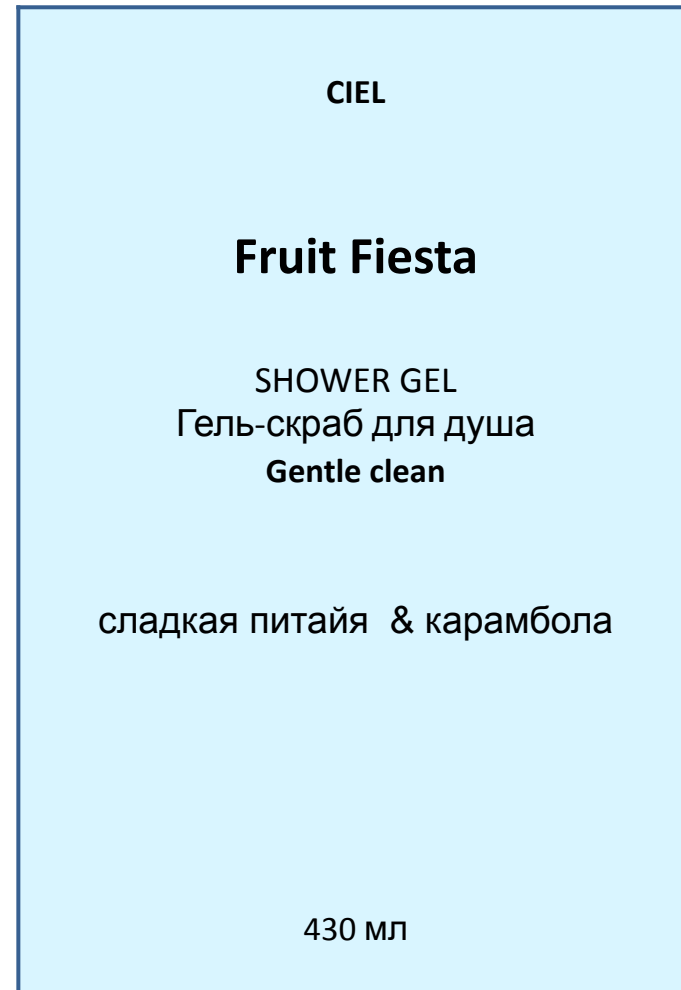 CIEL
Fruit Fiesta
SHOWER GEL
Гель-скраб для душа
Gentle clean
сладкая питайя & карамбола
430 мл